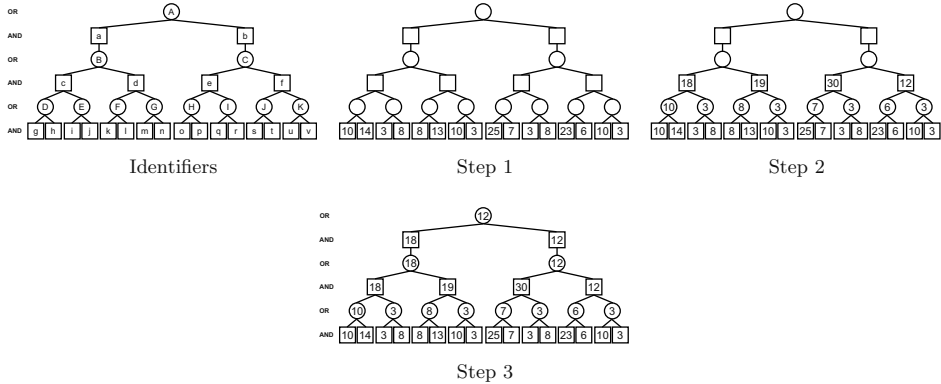 OR A
AND a b
OR B C
AND c d e f
OR D E F G H I J K
AND g h i j k l m n o p q r s t u v
Identifiers
10 14 3 8 8 13 10 3 25 7 3 8 23 6 10 3
Step 1
18 19 30 12
10 3 8 3 7 3 6 3
10 14 3 8 8 13 10 3 25 7 3 8 23 6 10 3
Step 2
OR 12
AND 18 12
OR 18 12
AND 18 19 30 12
OR 10 3 8 3 7 3 6 3
AND 10 14 3 8 8 13 10 3 25 7 3 8 23 6 10 3
Step 3